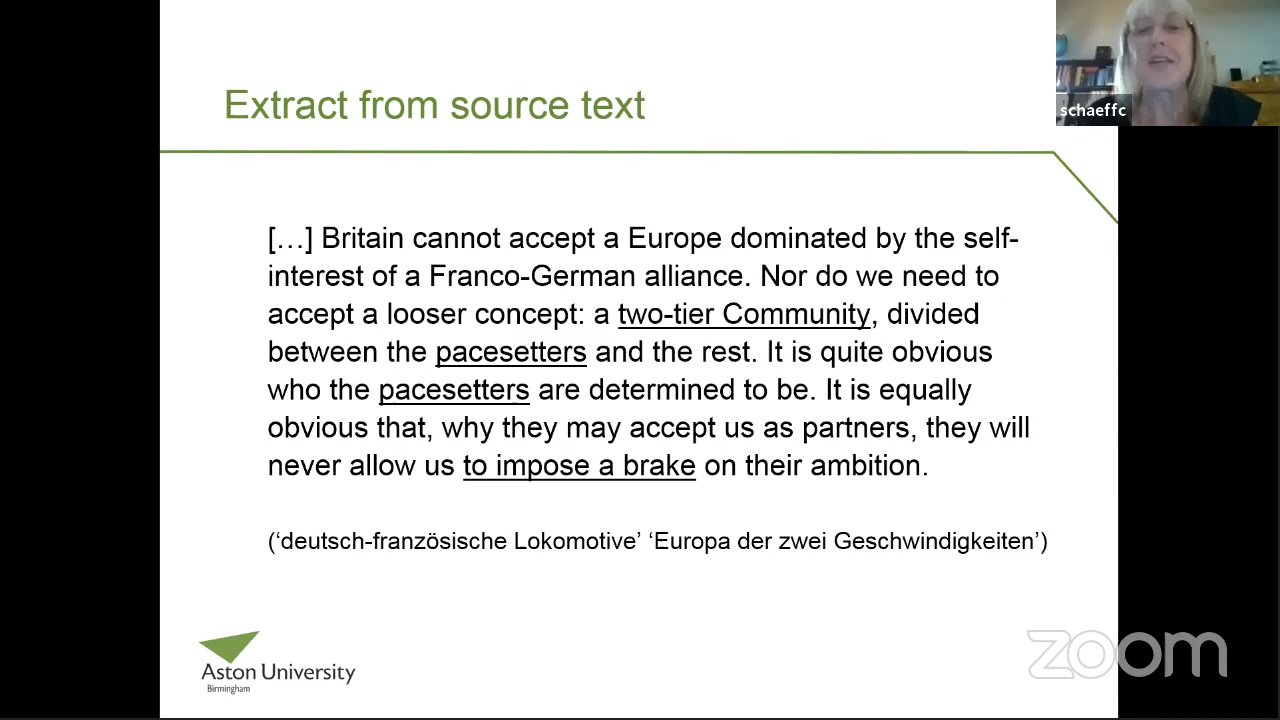 Extract from source text
schaeffc
[…] Britain cannot accept a Europe dominated by the self-
interest of a Franco-German alliance. Nor do we need to
accept a looser concept: a two-tier Community, divided
between the pacesetters and the rest. It is quite obvious
who the pacesetters are determined to be. It is equally
obvious that, why they may accept us as partners, they will
never allow us to impose a brake on their ambition.
(‘deutsch-französische Lokomotive’ ‘Europa der zwei Geschwindigkeiten’)
Aston University
Birmingham
zoom